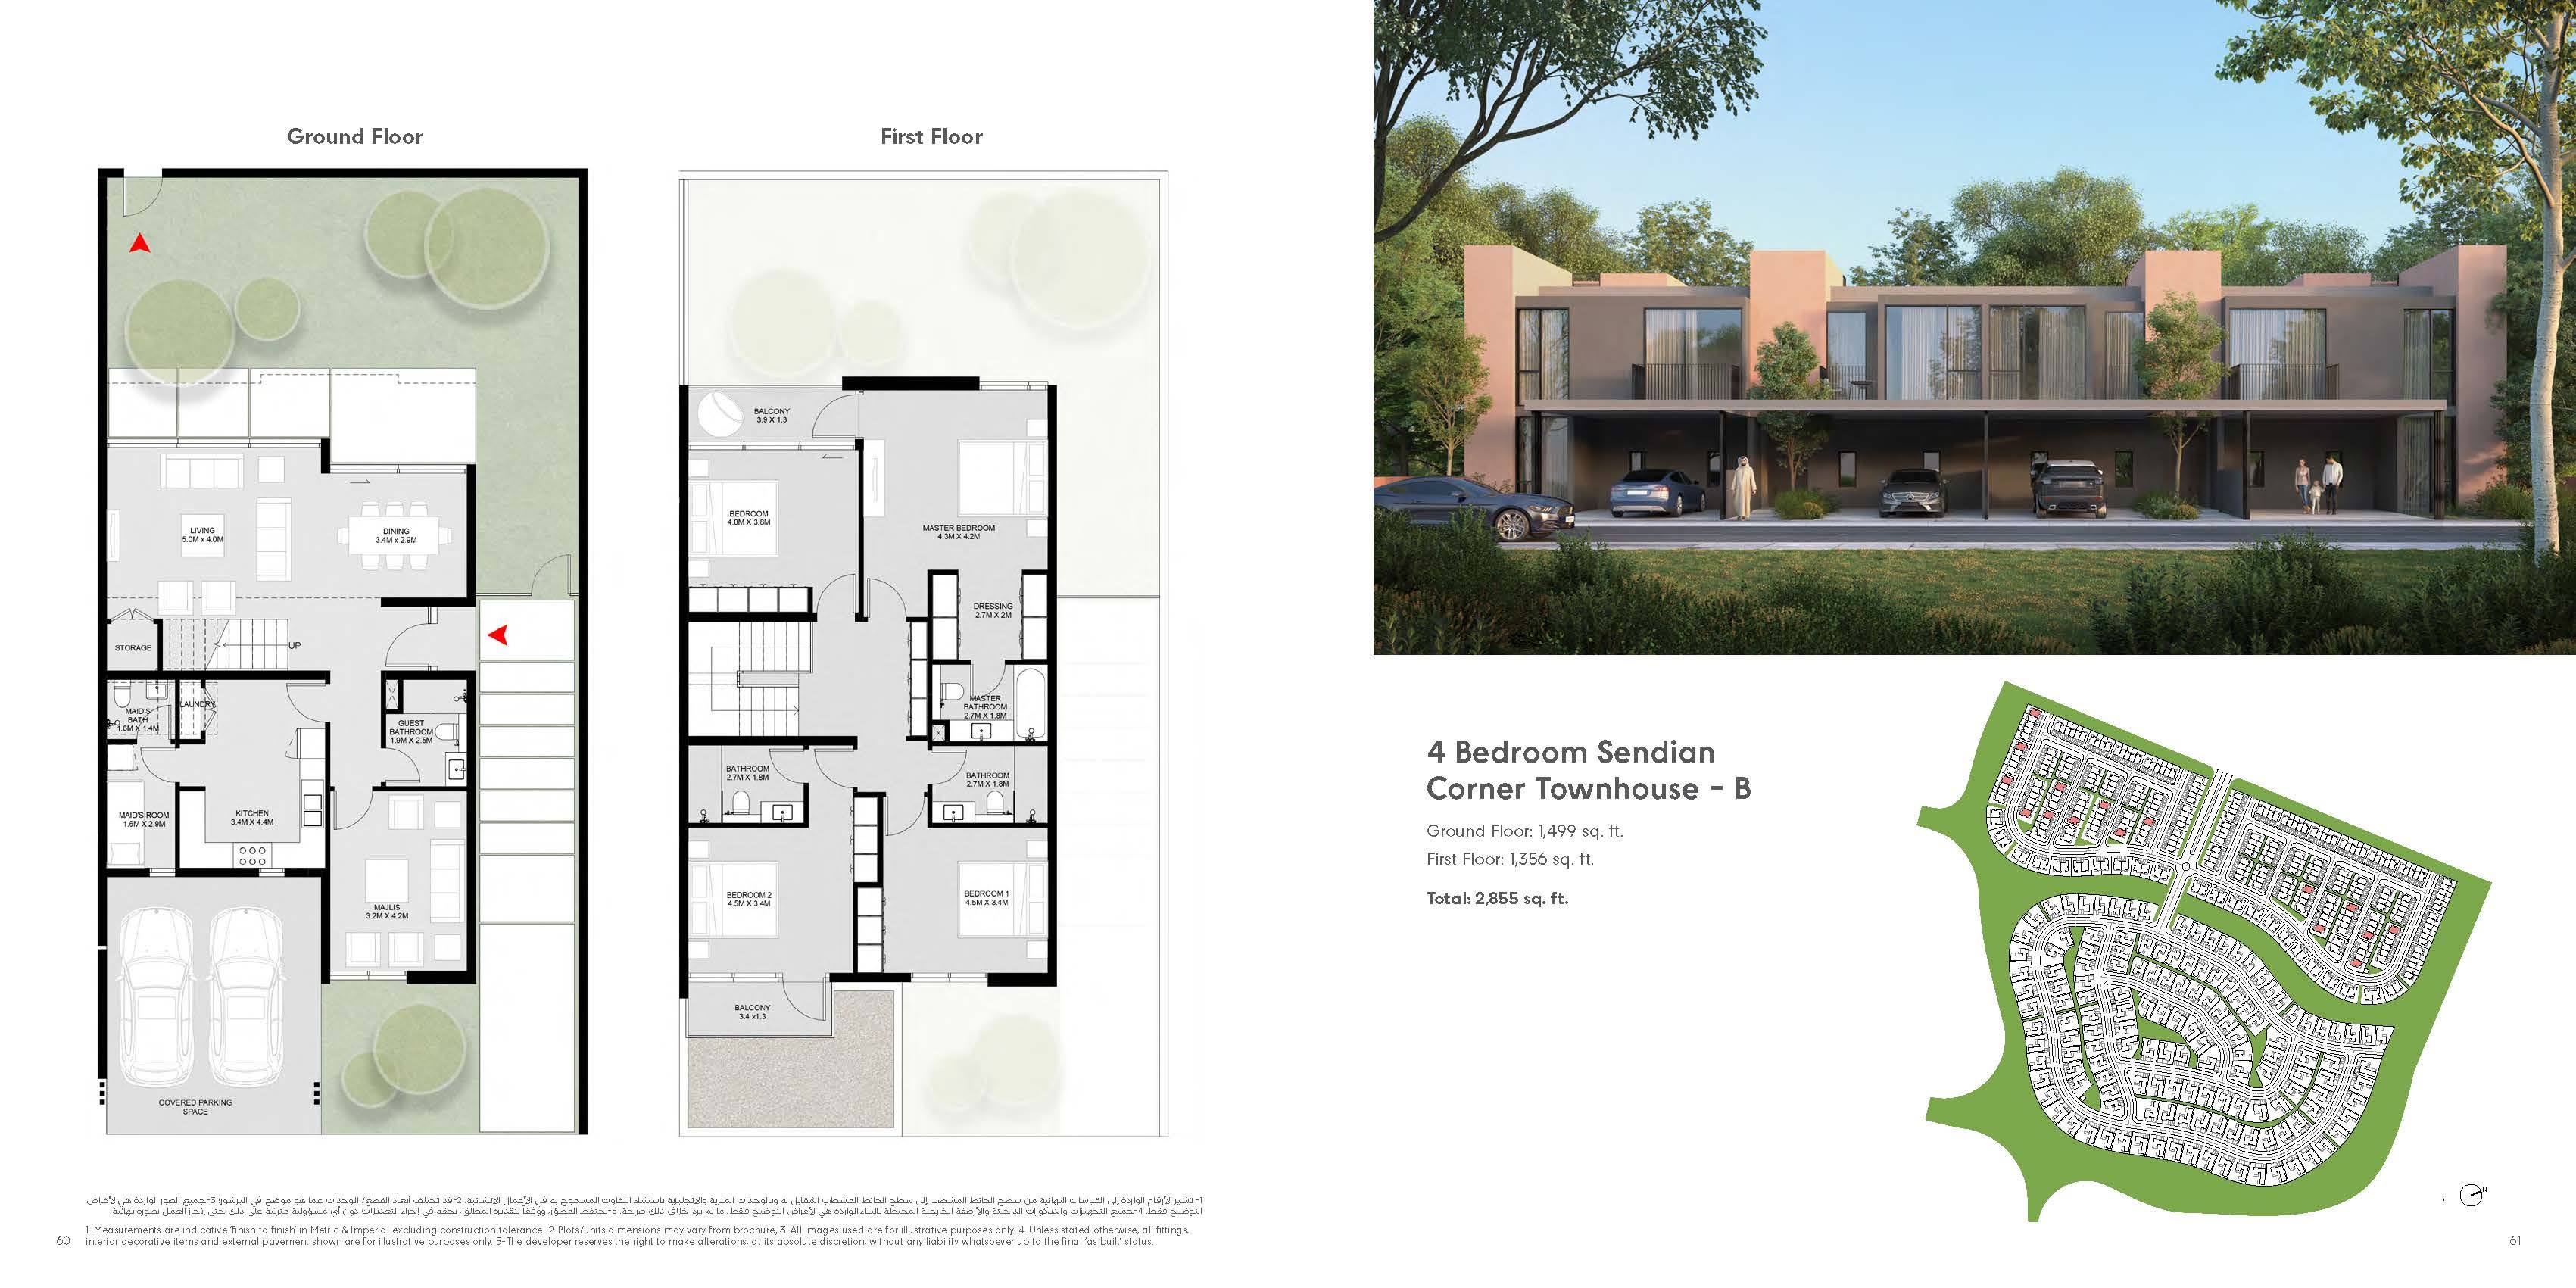 Ground Floor
First Floor
LIVING
5.0M x 4.0M
DINING
3.4M x 2.9M
STORAGE
UP
MAID'S
BATH
1.6M X 1.4M
LAUNDRY
GUEST
BATHROOM
1.9M X 2.5M
MAID'S ROOM
1.6M X 2.9M
KITCHEN
3.4M X 4.4M
MAJLIS
3.2M X 4.2M
COVERED PARKING
SPACE
BALCONY
3.9 X 1.3
BEDROOM
4.0M X 3.8M
MASTER BEDROOM
4.3M X 4.2M
DRESSING
2.7M X 2M
MASTER
BATHROOM
2.7M X 1.8M
BATHROOM
2.7M X 1.8M
BATHROOM
2.7M X 1.8M
BEDROOM 2
4.5M X 3.4M
BEDROOM 1
4.5M X 3.4M
BALCONY
3.4 x1.3
4 Bedroom Sendian
Corner Townhouse - B
Ground Floor: 1,499 sq. ft.
First Floor: 1,356 sq. ft.
Total: 2,855 sq. ft.
N
1- تشير الأرقام الواردة إلى القياسات النهائية من سطح الحائط المشطب إلى سطح الحائط المشطب المقابل له وبالوحدات المترية والإنجليزية باستثناء التفاوت المسموح به في الأعمال الإنشائية. 2-قد تختلف أبعاد القطع/ الوحدات عما هو موضح في البرشور؛ 3-جميع الصور الواردة هي لأغراض
التوضيح فقط. 4-جميع التجهيزات والديكورات الداخلية والأرصفة الخارجية المحيطة بالبناء الواردة هي لأغراض التوضيح فقط، ما لم يرد خلاف ذلك صراحة. 5-يحتفظ المطوّر، ووفقاً لتقديره المطلق، بحقه في إجراء التعديلات دون أي مسؤولية مترتبة على ذلك حتى إنجاز العمل بصورة نهائية
1-Measurements are indicative 'finish to finish' in Metric & Imperial excluding construction tolerance. 2-Plots/units dimensions may vary from brochure; 3-All images used are for illustrative purposes only. 4-Unless stated otherwise, all fittings,
interior decorative items and external pavement shown are for illustrative purposes only. 5-The developer reserves the right to make alterations, at its absolute discretion, without any liability whatsoever up to the final 'as built' status.
60
61